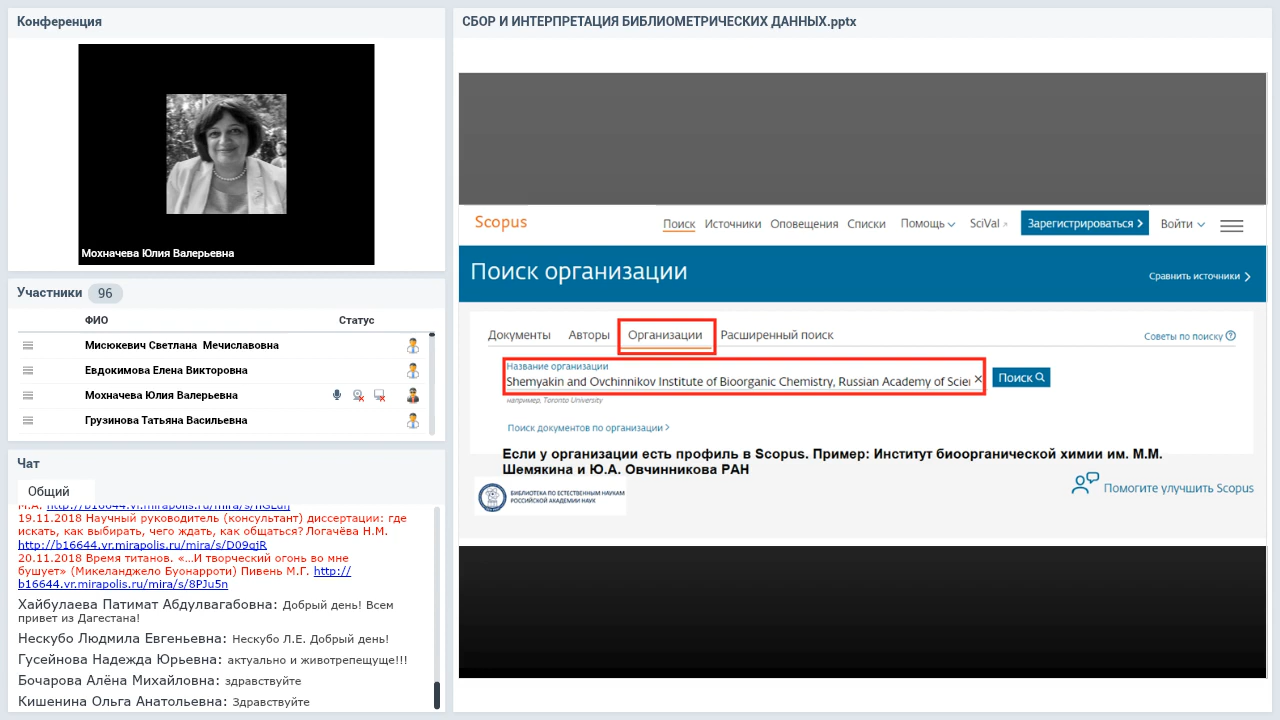 Конференция
Мохначева Юлия Валерьевна
Участники 96
ФИО Статус
Мисюкевич Светлана Мечиславовна
Евдокимова Елена Викторовна
Мохначева Юлия Валерьевна
Грузинова Татьяна Васильевна
Чат
Общий
19.11.2018 Научный руководитель (консультант) диссертации: где
искать, как выбирать, чего ждать, как общаться? Логачёва Н.М.
http://b16644.vr.mirapolis.ru/mira/s/D09qjR
20.11.2018 Время титанов. «...И творческий огонь во мне
бушует» (Микеланджело Буонарроти) Пивень М.Г. http://
b16644.vr.mirapolis.ru/mira/s/8PJu5n
Хайбулаева Патимат Абдулвагабовна: Добрый день! Всем
привет из Дагестана!
Нескубо Людмила Евгеньевна: Нескубо Л.Е. Добрый день!
Гусейнова Надежда Юрьевна: актуально и животрепещуще!!!
Бочарова Алёна Михайловна: здравствуйте
Кишенина Ольга Анатольевна: Здравствуйте
СБОР И ИНТЕРПРЕТАЦИЯ БИБЛИОМЕТРИЧЕСКИХ ДАННЫХ.pptx
Scopus Поиск Источники Оповещения Списки Помощь SciVal Зарегистрироваться Войти
Поиск организации
Сравнить источники
Документы Авторы Организации Расширенный поиск
Советы по поиску
Название организации
Shemyakin and Ovchinnikov Institute of Bioorganic Chemistry, Russian Academy of Scie
Поиск
например, Toronto University
Поиск документов по организации
Если у организации есть профиль в Scopus. Пример: Институт биоорганической химии им. М.М.
Шемякина и Ю.А. Овчинникова РАН
БИБЛИОТЕКА ПО ЕСТЕСТВЕННЫМ НАУКАМ
РОССИЙСКОЙ АКАДЕМИИ НАУК
Помогите улучшить Scopus